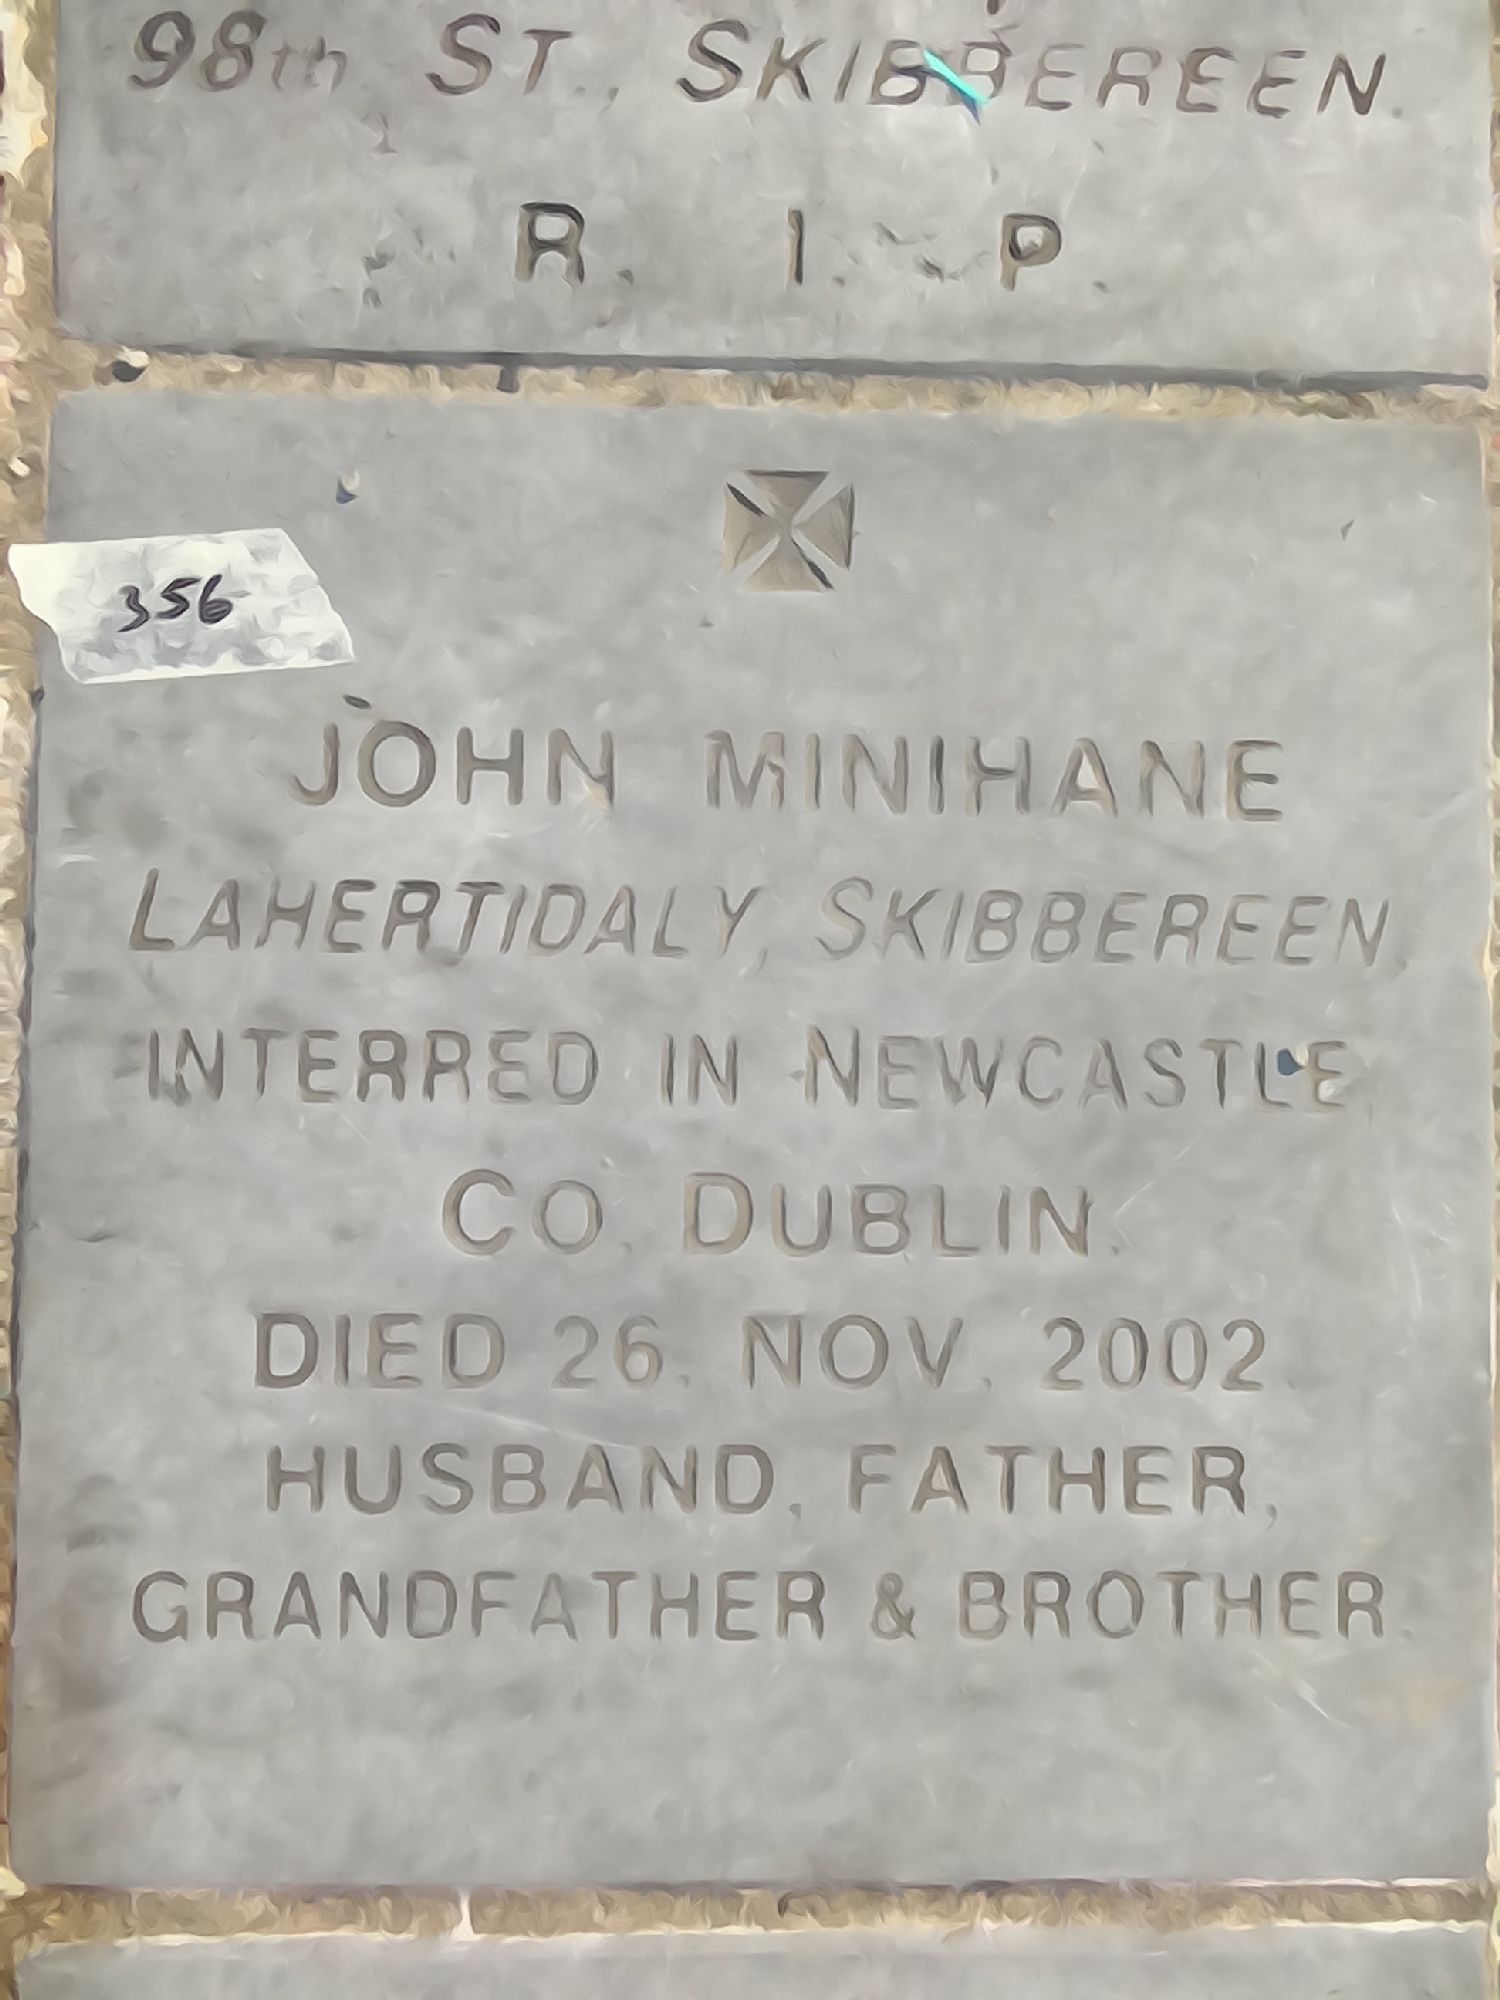 98th ST., SKIBBEREEN.
R. I. P.
356
JOHN MINIHANE
LAHERTIDALY, SKIBBEREEN,
INTERRED IN NEWCASTLE,
CO. DUBLIN.
DIED 26. NOV. 2002.
HUSBAND, FATHER,
GRANDFATHER & BROTHER.